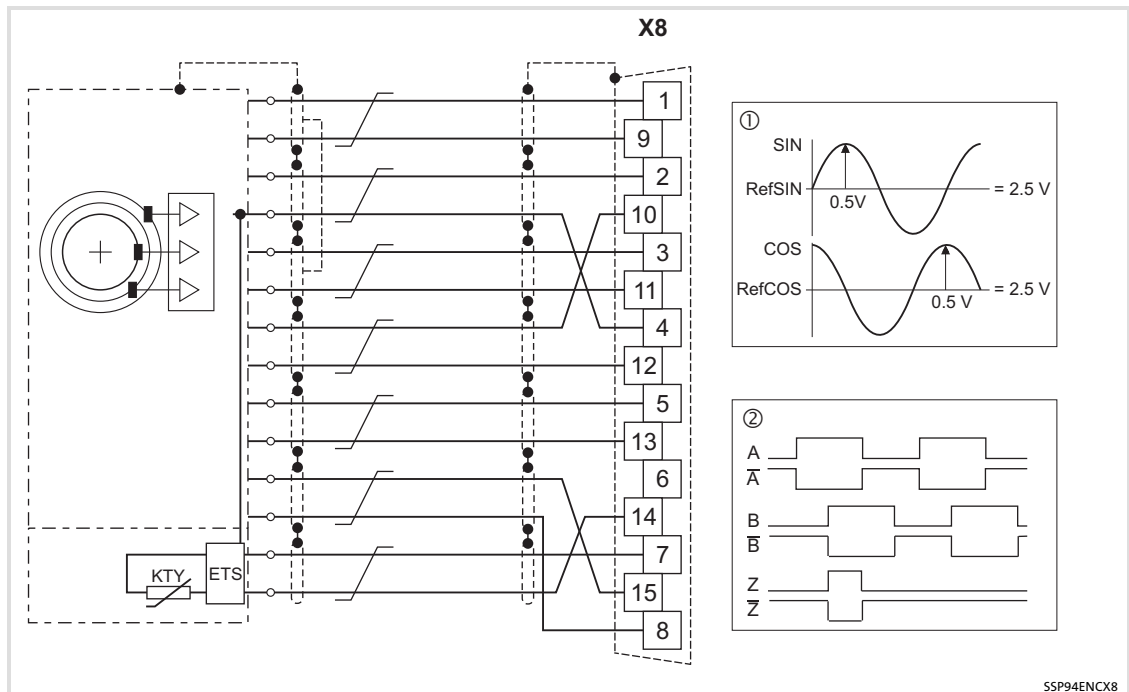 X8
1
9
2
10
3
11
4
12
5
13
6
14
7
15
8
KTY
ETS
①
SIN
RefSIN
0.5V
= 2.5 V
COS
RefCOS
0.5 V
= 2.5 V
②
A
A̅
B
B̅
Z
Z̅
SSP94ENCX8